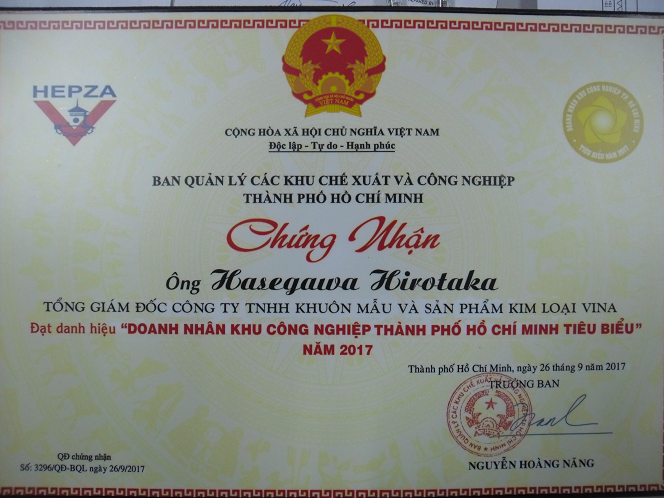 HEPZA
VIỆT NAM
CỘNG HÒA XÃ HỘI CHỦ NGHĨA VIỆT NAM
Độc lập - Tự do - Hạnh phúc
BAN QUẢN LÝ CÁC KHU CHẾ XUẤT VÀ CÔNG NGHIỆP
THÀNH PHỐ HỒ CHÍ MINH
Chứng Nhận
Ông Hasegawa Hirotaka
TỔNG GIÁM ĐỐC CÔNG TY TNHH KHUÔN MẪU VÀ SẢN PHẨM KIM LOẠI VINA
Đạt danh hiệu “DOANH NHÂN KHU CÔNG NGHIỆP THÀNH PHỐ HỒ CHÍ MINH TIÊU BIỂU”
NĂM 2017
Thành phố Hồ Chí Minh, ngày 26 tháng 9 năm 2017
TRƯỞNG BAN
QĐ chứng nhận
Số: 3296/QĐ-BQL ngày 26/9/2017
NGUYỄN HOÀNG NĂNG